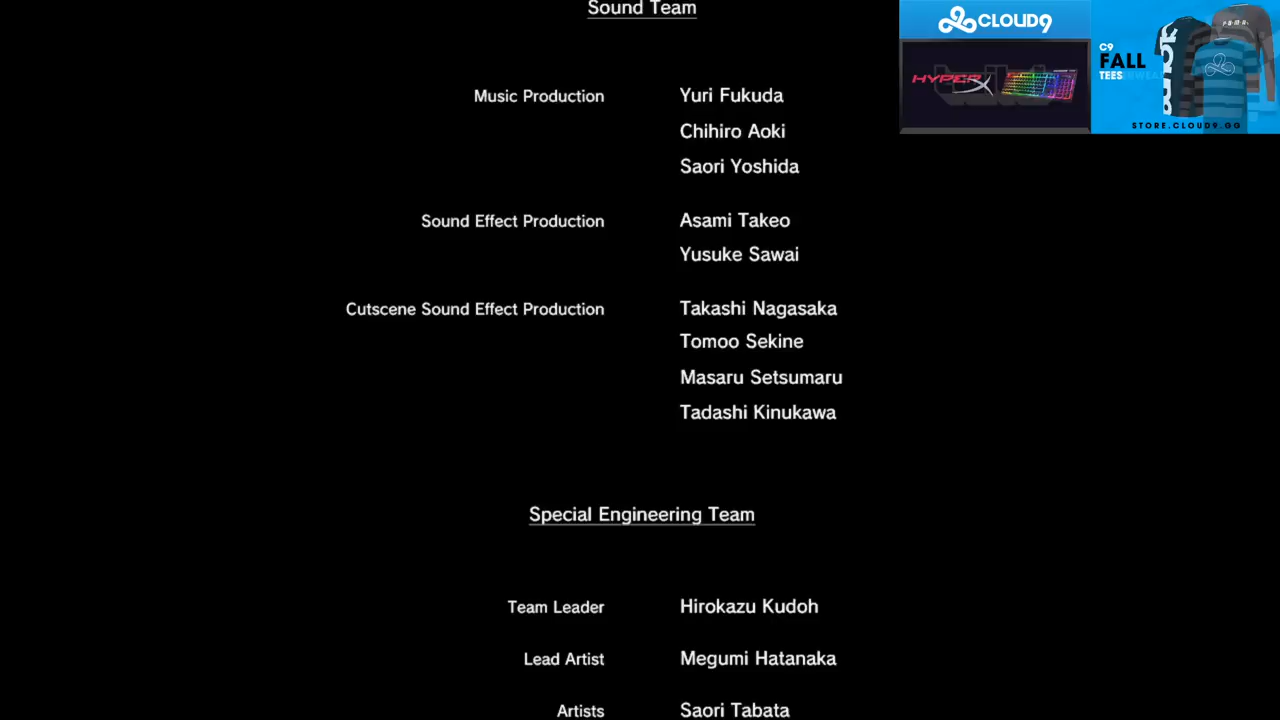 Sound Team
CLOUD9
HYPERX
C9
FALL
TEES
STORE.CLOUD9.GG
Music Production Yuri Fukuda
Chihiro Aoki
Saori Yoshida
Sound Effect Production Asami Takeo
Yusuke Sawai
Cutscene Sound Effect Production Takashi Nagasaka
Tomoo Sekine
Masaru Setsumaru
Tadashi Kinukawa
Special Engineering Team
Team Leader Hirokazu Kudoh
Lead Artist Megumi Hatanaka
Artists Saori Tabata